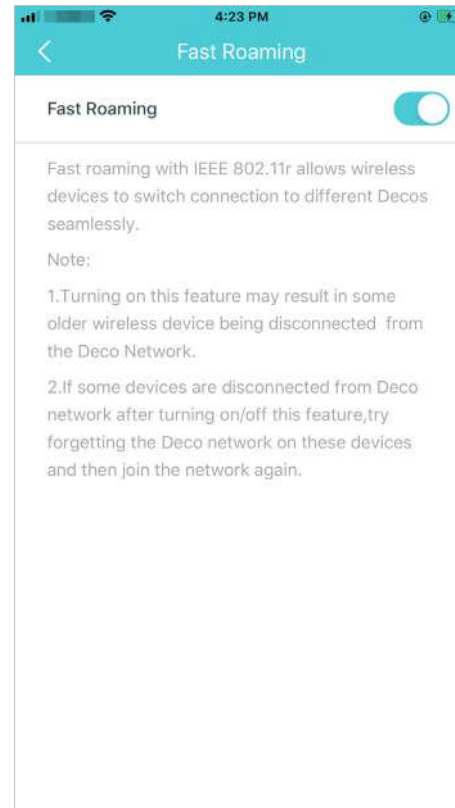 4:23 PM
Fast Roaming
Fast Roaming
Fast roaming with IEEE 802.11r allows wireless
devices to switch connection to different Decos
seamlessly.
Note:
1.Turning on this feature may result in some
older wireless device being disconnected from
the Deco Network.
2.If some devices are disconnected from Deco
network after turning on/off this feature,try
forgetting the Deco network on these devices
and then join the network again.